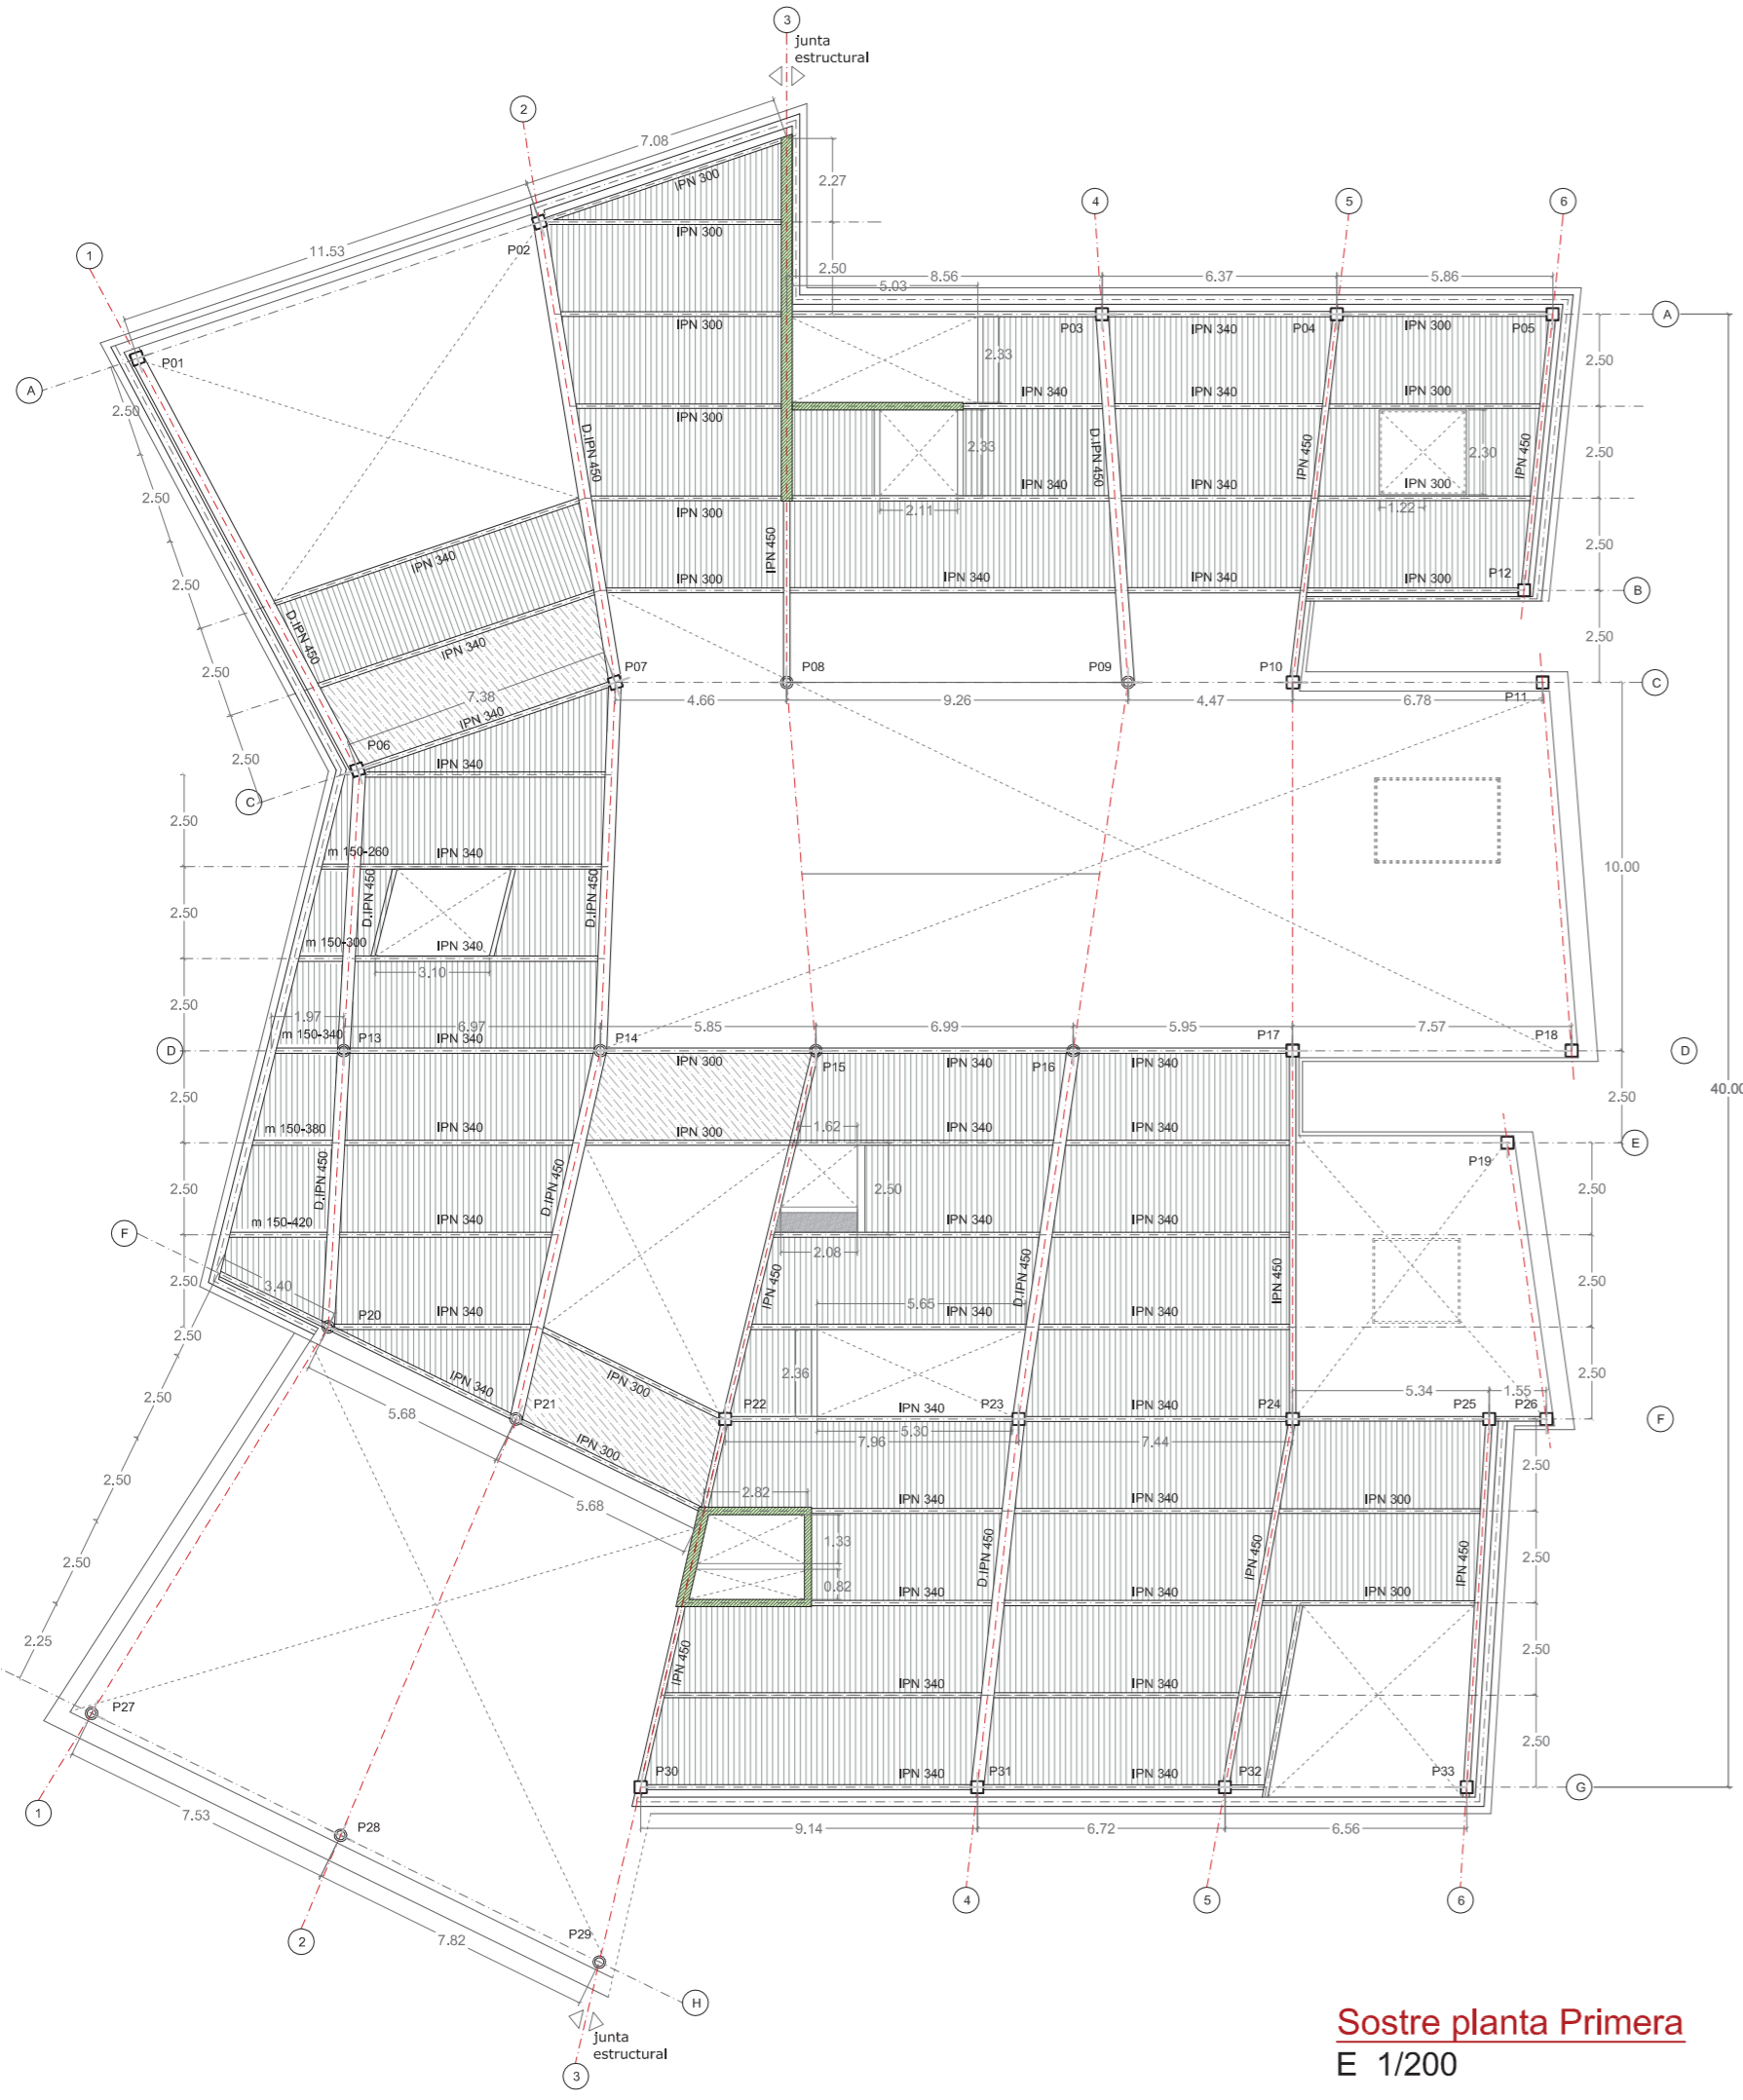 3
junta
estructural
2
7.08
IPN 300
2.27
4
5
6
P02
IPN 300
11.53
1
2.50
8.56
6.37
5.86
5.03
A
P01
IPN 300
P03
IPN 340
P04
IPN 300
P05
A
2.33
2.50
2.50
IPN 340
IPN 340
IPN 300
IPN 300
D.IPN 450
D.IPN 450
IPN 450
IPN 450
2.33
2.30
2.50
IPN 340
IPN 340
IPN 300
2.50
IPN 300
2.11
1.22
IPN 450
2.50
IPN 340
2.50
IPN 300
IPN 340
IPN 340
IPN 300
P12
B
D.IPN 450
IPN 340
2.50
2.50
P07
P08
P09
P10
C
7.38
4.66
9.26
4.47
6.78
P11
IPN 340
P06
2.50
IPN 340
C
2.50
m 150-260
IPN 340
10.00
D.IPN 450
D.IPN 450
2.50
m 150-300
IPN 340
3.10
2.50
1.97
m 150-340
P13
6.97
IPN 340
P14
5.85
6.99
5.95
P17
7.57
P18
D
D
IPN 300
P15
IPN 340
P16
IPN 340
40.00
2.50
2.50
m 150-380
IPN 340
IPN 300
1.62
IPN 340
IPN 340
E
P19
D.IPN 450
D.IPN 450
2.50
2.50
2.50
m 150-420
IPN 340
IPN 340
IPN 340
F
2.08
IPN 450
D.IPN 450
IPN 450
2.50
3.40
2.50
5.65
P20
IPN 340
IPN 340
IPN 340
2.50
2.36
2.50
2.50
IPN 340
IPN 300
5.34
1.55
P21
P22
IPN 340
P23
IPN 340
P24
P25
P26
F
5.68
5.30
7.96
7.44
IPN 300
2.50
2.50
2.82
5.68
IPN 340
IPN 340
IPN 300
1.33
2.50
D.IPN 450
IPN 450
IPN 450
2.50
0.82
IPN 340
IPN 340
IPN 300
2.25
IPN 450
2.50
IPN 340
IPN 340
P27
2.50
P30
IPN 340
P31
IPN 340
P32
P33
G
1
7.53
P28
9.14
6.72
6.56
4
5
6
2
7.82
P29
H
junta
estructural
3
Sostre planta Primera
E 1/200